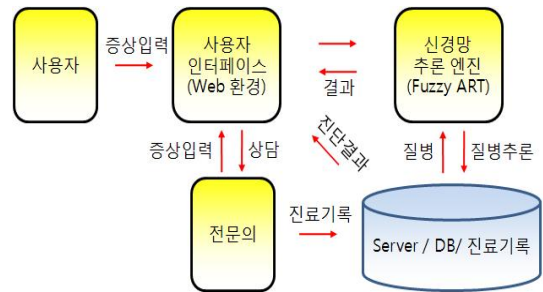 사용자
증상입력
사용자
인터페이스
(Web 환경)
결과
신경망
추론 엔진
(Fuzzy ART)
증상입력
상담
진단결과
질병
질병추론
전문의
진료기록
Server / DB/ 진료기록